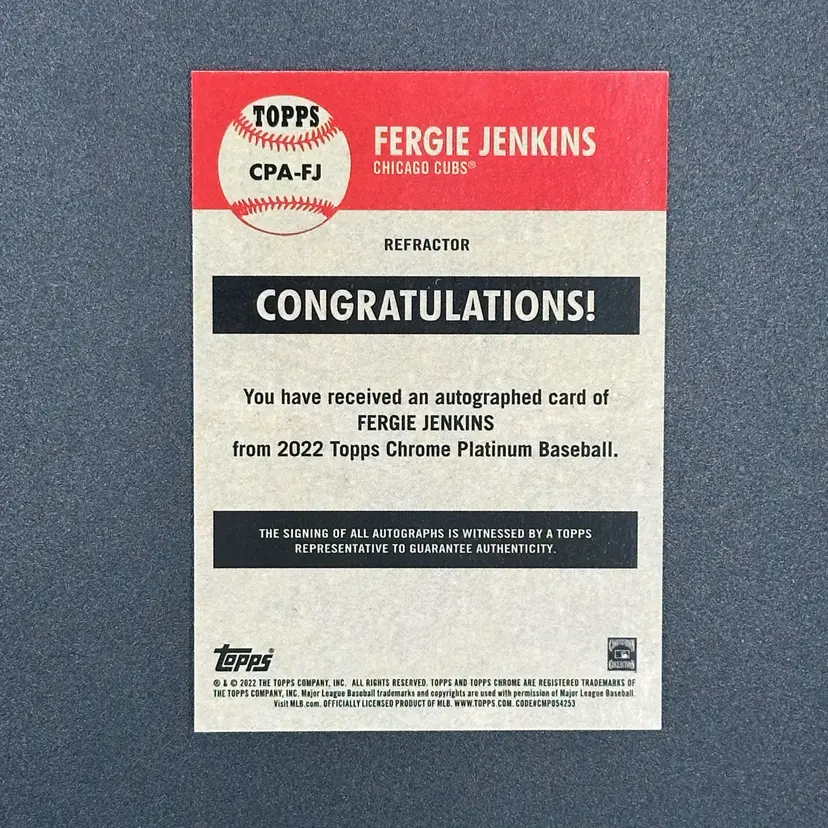 TOPPS
CPA-FJ
FERGIE JENKINS
CHICAGO CUBS®
REFRACTOR
CONGRATULATIONS!
You have received an autographed card of
FERGIE JENKINS
from 2022 Topps Chrome Platinum Baseball.
THE SIGNING OF ALL AUTOGRAPHS IS WITNESSED BY A TOPPS
REPRESENTATIVE TO GUARANTEE AUTHENTICITY.
topps®
® & © 2022 THE TOPPS COMPANY, INC. ALL RIGHTS RESERVED. TOPPS AND TOPPS CHROME ARE REGISTERED TRADEMARKS OF
THE TOPPS COMPANY, INC. Major League Baseball trademarks and copyrights are used with permission of Major League Baseball.
Visit MLB.com. OFFICIALLY LICENSED PRODUCT OF MLB. WWW.TOPPS.COM. CODE#CMP054253